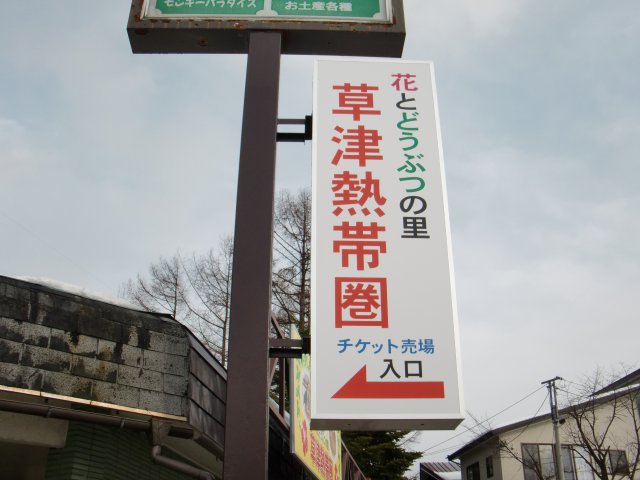 モンキーパラダイス
お土産各種
花とどうぶつの里
草津熱帯圏
チケット売場
入口